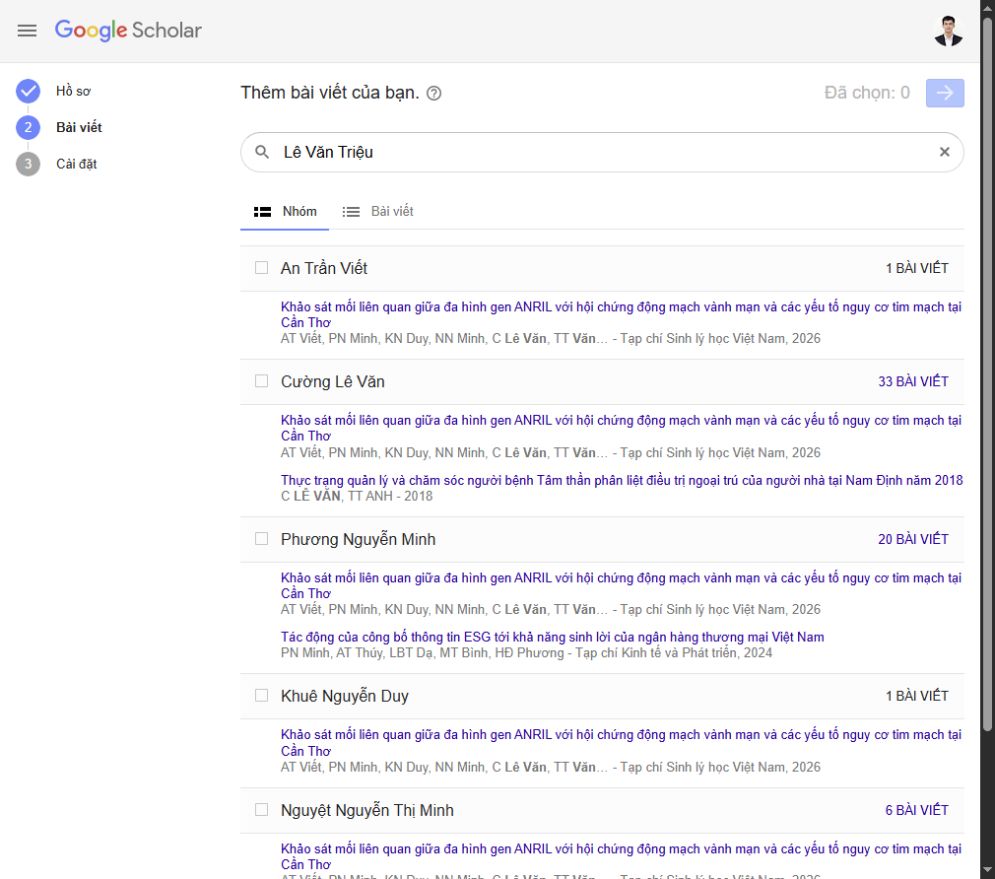 Google Scholar
Hồ sơ
2 Bài viết
3 Cài đặt
Thêm bài viết của bạn.
Đã chọn: 0
Lê Văn Triệu
Nhóm
Bài viết
An Trần Viết 1 BÀI VIẾT
Khảo sát mối liên quan giữa đa hình gen ANRIL với hội chứng động mạch vành mạn và các yếu tố nguy cơ tim mạch tại
Cần Thơ
AT Viết, PN Minh, KN Duy, NN Minh, C Lê Văn, TT Văn… - Tạp chí Sinh lý học Việt Nam, 2026
Cường Lê Văn 33 BÀI VIẾT
Khảo sát mối liên quan giữa đa hình gen ANRIL với hội chứng động mạch vành mạn và các yếu tố nguy cơ tim mạch tại
Cần Thơ
AT Viết, PN Minh, KN Duy, NN Minh, C Lê Văn, TT Văn… - Tạp chí Sinh lý học Việt Nam, 2026
Thực trạng quản lý và chăm sóc người bệnh Tâm thần phân liệt điều trị ngoại trú của người nhà tại Nam Định năm 2018
C LÊ VĂN, TT ANH - 2018
Phương Nguyễn Minh 20 BÀI VIẾT
Khảo sát mối liên quan giữa đa hình gen ANRIL với hội chứng động mạch vành mạn và các yếu tố nguy cơ tim mạch tại
Cần Thơ
AT Viết, PN Minh, KN Duy, NN Minh, C Lê Văn, TT Văn… - Tạp chí Sinh lý học Việt Nam, 2026
Tác động của công bố thông tin ESG tới khả năng sinh lời của ngân hàng thương mại Việt Nam
PN Minh, AT Thúy, LBT Dạ, MT Bình, HĐ Phương - Tạp chí Kinh tế và Phát triển, 2024
Khuê Nguyễn Duy 1 BÀI VIẾT
Khảo sát mối liên quan giữa đa hình gen ANRIL với hội chứng động mạch vành mạn và các yếu tố nguy cơ tim mạch tại
Cần Thơ
AT Viết, PN Minh, KN Duy, NN Minh, C Lê Văn, TT Văn… - Tạp chí Sinh lý học Việt Nam, 2026
Nguyệt Nguyễn Thị Minh 6 BÀI VIẾT
Khảo sát mối liên quan giữa đa hình gen ANRIL với hội chứng động mạch vành mạn và các yếu tố nguy cơ tim mạch tại
Cần Thơ